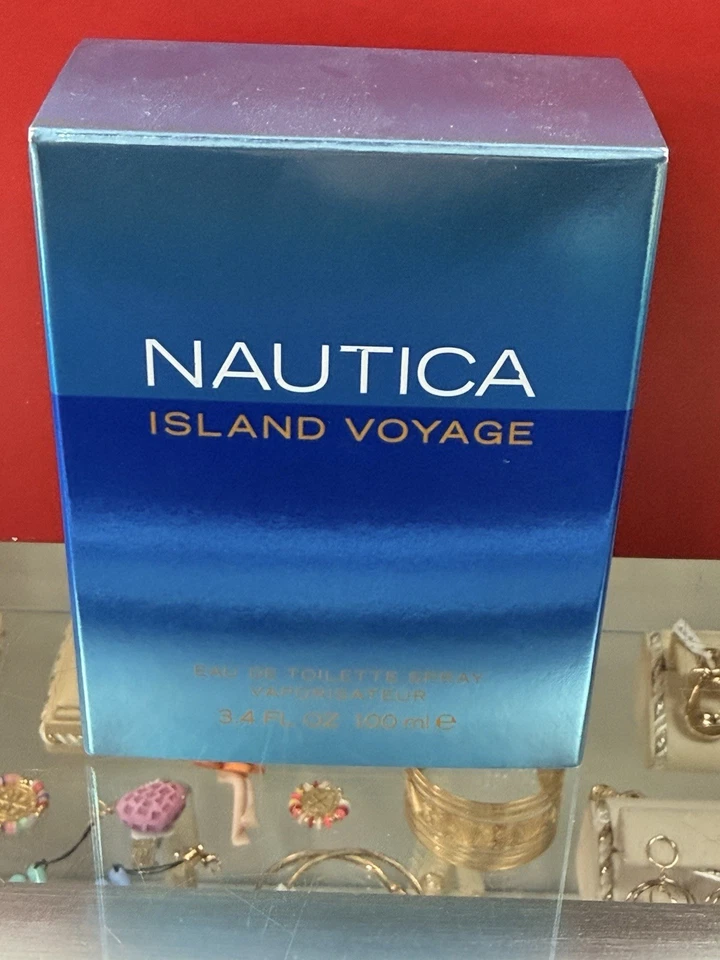 NAUTICA
ISLAND VOYAGE
EAU DE TOILETTE SPRAY
VAPORISATEUR
3.4 FL. OZ 100 ml e